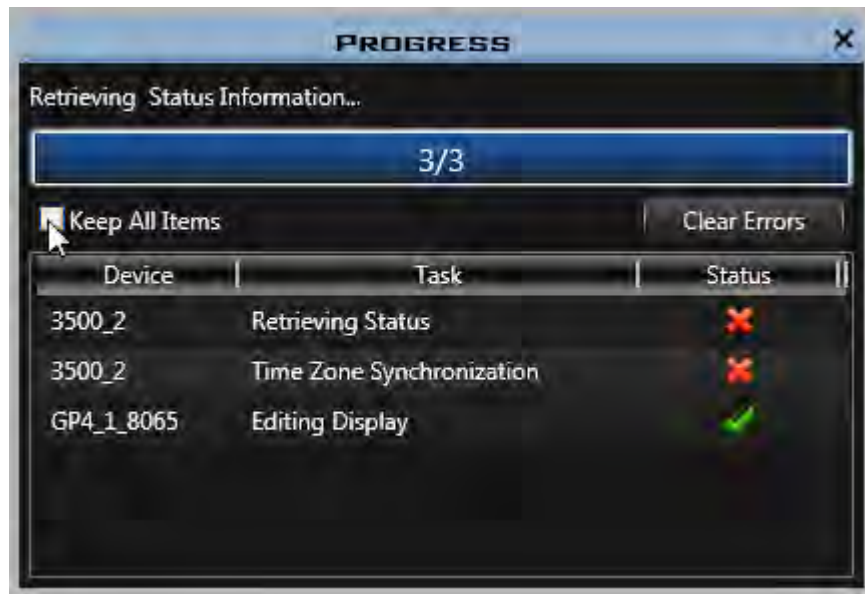 PROGRESS
Retrieving Status Information...
3/3
Keep All Items Clear Errors
Device Task Status
3500_2 Retrieving Status
3500_2 Time Zone Synchronization
GP4_1_8065 Editing Display